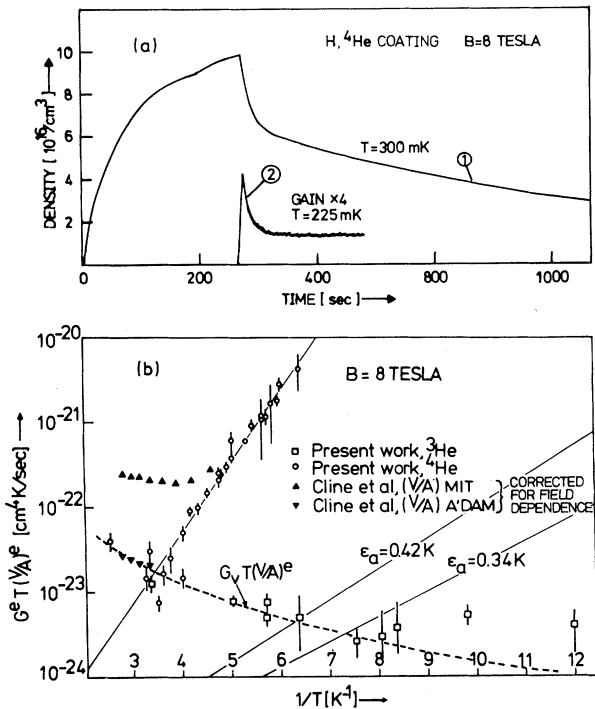 (a)
H, ⁴He COATING B=8 TESLA
DENSITY [10¹⁶/cm³]
10
8
6
4
2
T=300 mK
①
②
GAIN ×4
T=225mK
0 200 400 600 800 1000
TIME [sec]
(b)
B=8 TESLA
GᵉT(V/A)ᵉ [cm⁴K/sec]
10⁻²⁰
10⁻²¹
10⁻²²
10⁻²³
10⁻²⁴
□ Present work, ³He
○ Present work, ⁴He
▲ Cline et al, (V/A) MIT
▼ Cline et al, (V/A) A'DAM
CORRECTED
FOR FIELD
DEPENDENCE
GᵥT(V/A)ᵉ
εₐ=0.42K
εₐ=0.34K
3 4 5 6 7 8 9 10 11 12
1/T[K⁻¹]